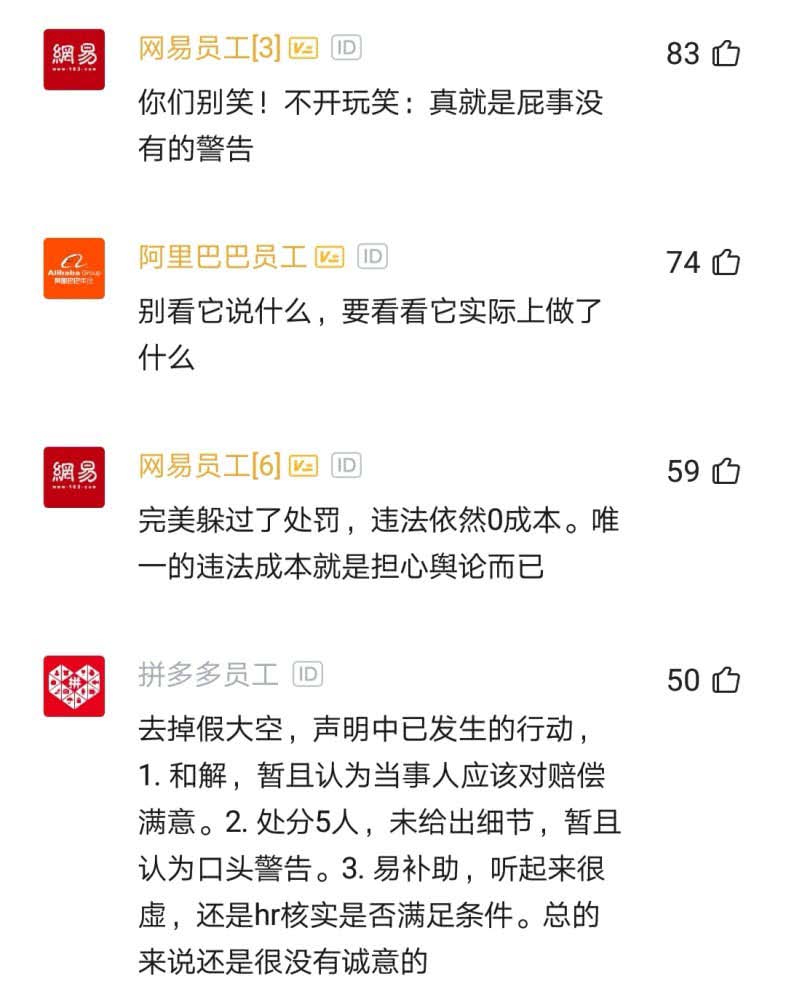 網易
www.163.com
网易员工[3] V ID
83
你们别笑！不开玩笑：真就是屁事没
有的警告
Alibaba Group
阿里巴巴集团
阿里巴巴员工 V ID
74
别看它说什么，要看看它实际上做了
什么
網易
www.163.com
网易员工[6] V ID
59
完美躲过了处罚，违法依然0成本。唯
一的违法成本就是担心舆论而已
拼
拼多多员工 ID
50
去掉假大空，声明中已发生的行动，
1. 和解，暂且认为当事人应该对赔偿
满意。2. 处分5人，未给出细节，暂且
认为口头警告。3. 易补助，听起来很
虚，还是hr核实是否满足条件。总的
来说还是很没有诚意的